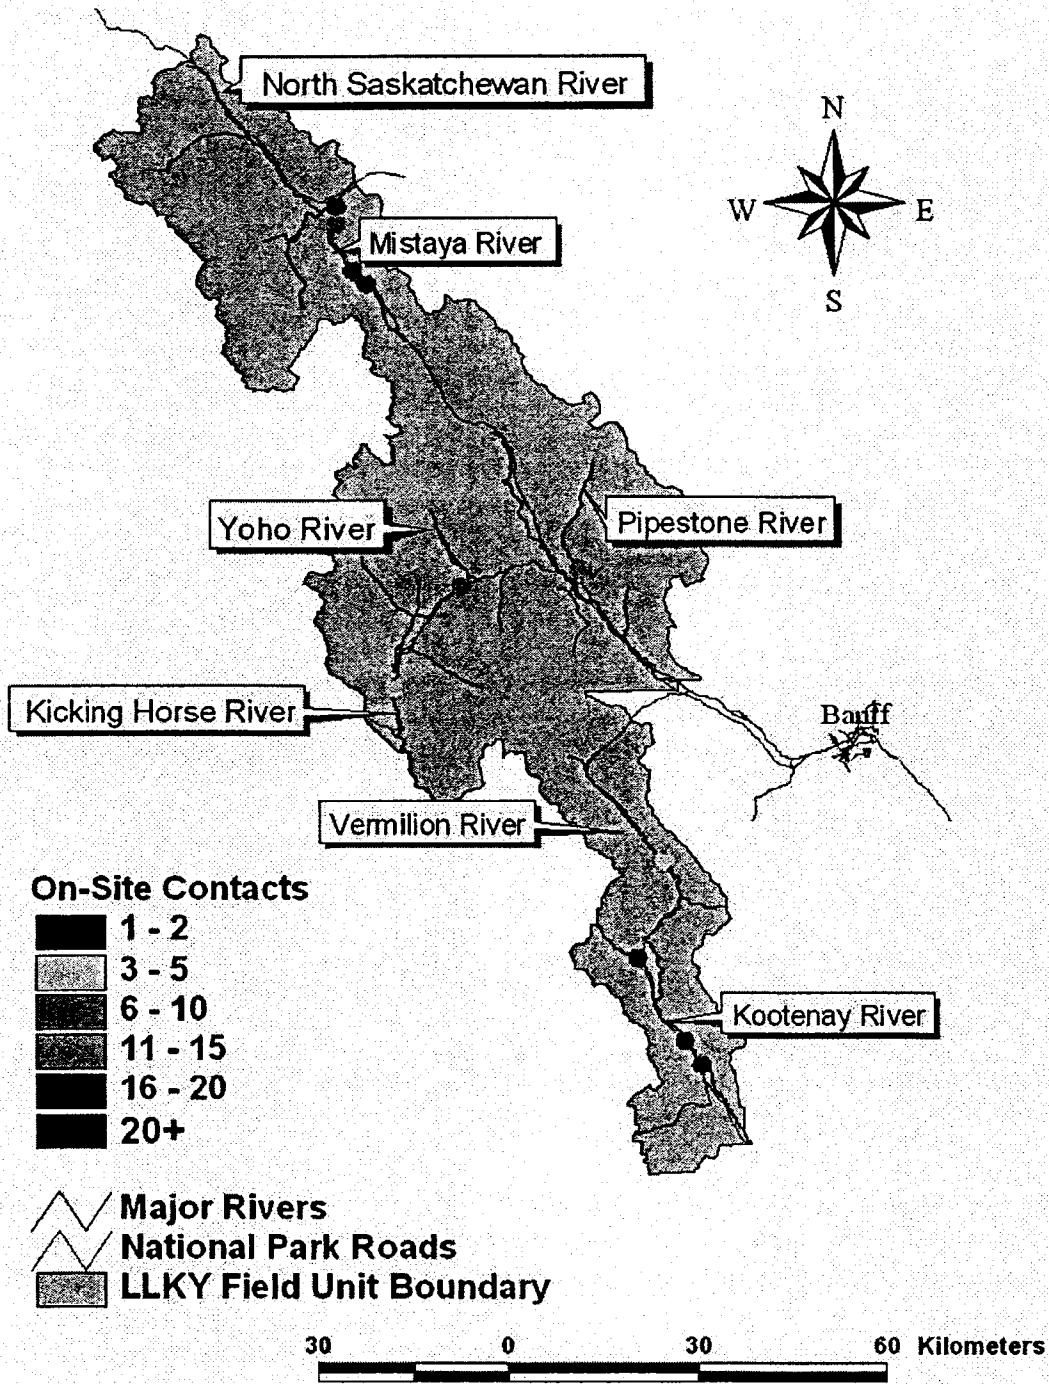 North Saskatchewan River
N
W
E
S
Mistaya River
Yoho River
Pipestone River
Kicking Horse River
Banff
Vermilion River
On-Site Contacts
1 - 2
3 - 5
6 - 10
11 - 15
16 - 20
20+
Kootenay River
Major Rivers
National Park Roads
LLKY Field Unit Boundary
30 0 30 60 Kilometers